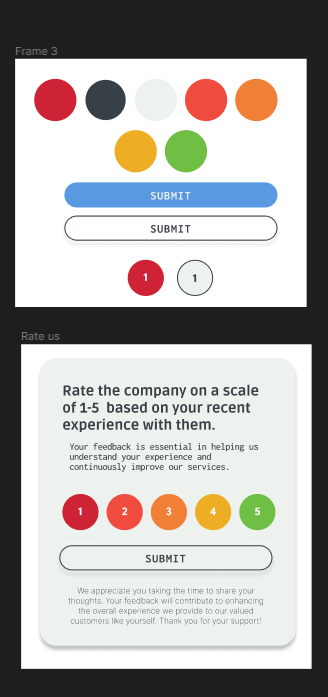 Frame 3
SUBMIT
SUBMIT
1 1
Rate us
Rate the company on a scale
of 1-5 based on your recent
experience with them.
Your feedback is essential in helping us
understand your experience and
continuously improve our services.
1 2 3 4 5
SUBMIT
We appreciate you taking the time to share your
thoughts. Your feedback will contribute to enhancing
the overall experience we provide to our valued
customers like yourself. Thank you for your support!